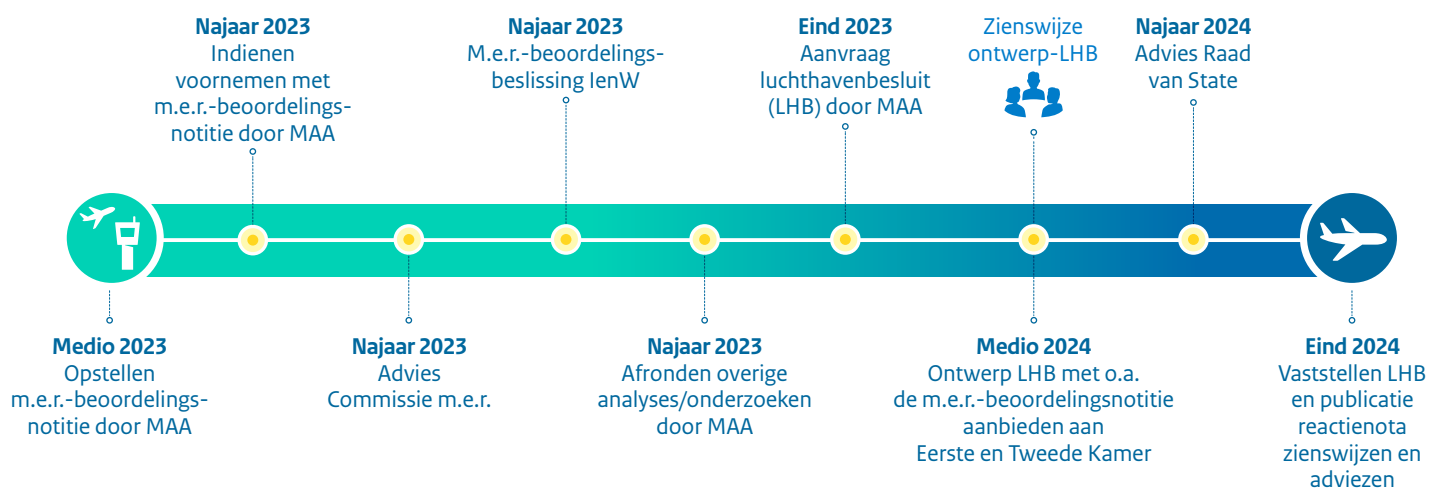 Najaar 2023
Indienen
voornemen met
m.e.r.-beoordelings-
notitie door MAA
Najaar 2023
M.e.r.-beoordelings-
beslissing IenW
Eind 2023
Aanvraag
luchthavenbesluit
(LHB) door MAA
Zienswijze
ontwerp-LHB
Najaar 2024
Advies Raad
van State
Medio 2023
Opstellen
m.e.r.-beoordelings-
notitie door MAA
Najaar 2023
Advies
Commissie m.e.r.
Najaar 2023
Afronden overige
analyses/onderzoeken
door MAA
Medio 2024
Ontwerp LHB met o.a.
de m.e.r.-beoordelingsnotitie
aanbieden aan
Eerste en Tweede Kamer
Eind 2024
Vaststellen LHB
en publicatie
reactienota
zienswijzen en
adviezen